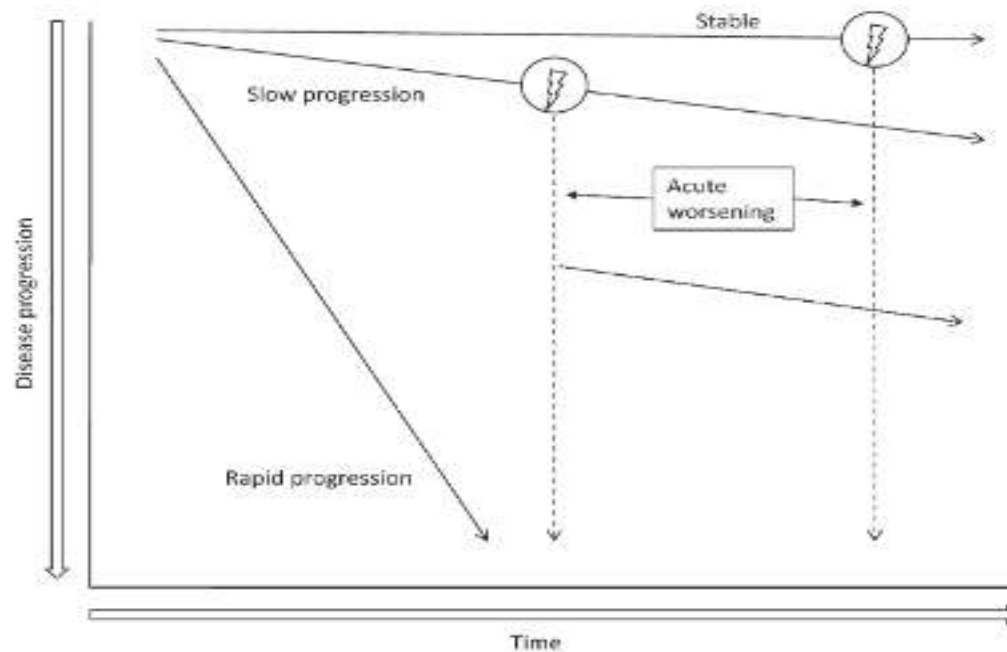 Stable
Slow progression
Acute
worsening
Disease progression
Rapid progression
Time